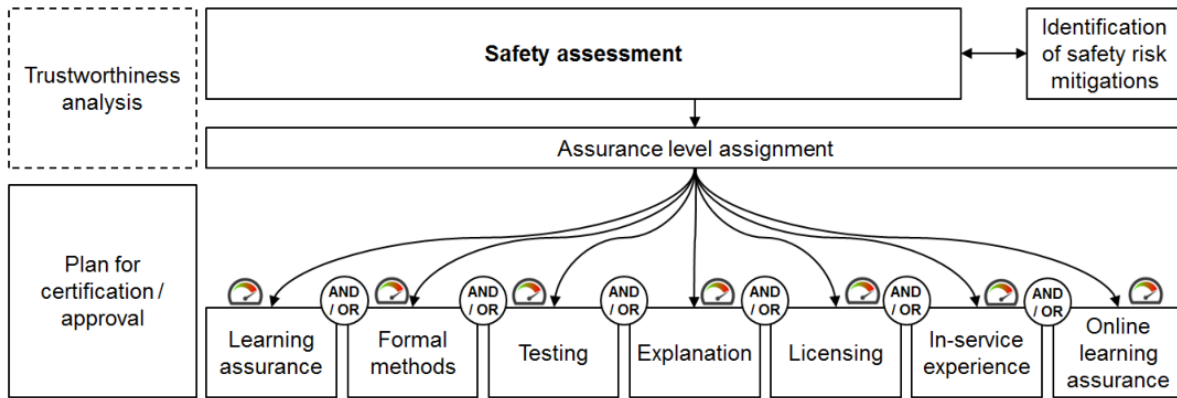 Trustworthiness
analysis
Safety assessment
Identification
of safety risk
mitigations
Assurance level assignment
Plan for
certification /
approval
AND
/ OR
AND
/ OR
AND
/ OR
AND
/ OR
AND
/ OR
AND
/ OR
Learning
assurance
Formal
methods
Testing
Explanation
Licensing
In-service
experience
Online
learning
assurance